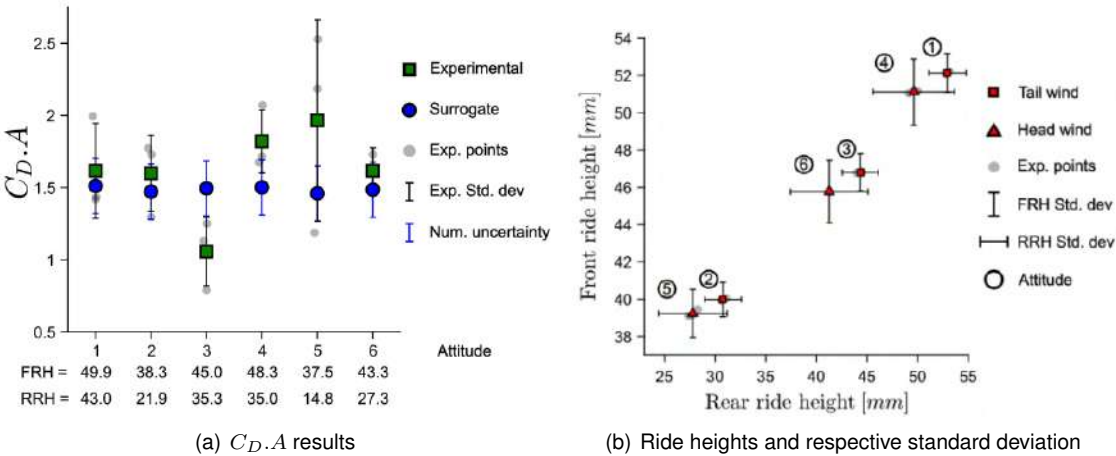 2.5
2
1.5
1
0.5
C_D.A
Experimental
Surrogate
Exp. points
Exp. Std. dev
Num. uncertainty
1 2 3 4 5 6 Attitude
FRH = 49.9 38.3 45.0 48.3 37.5 43.3
RRH = 43.0 21.9 35.3 35.0 14.8 27.3
(a) C_D.A results
54
52
50
48
46
44
42
40
38
Front ride height [mm]
1
4
3
6
2
5
Tail wind
Head wind
Exp. points
FRH Std. dev
RRH Std. dev
Attitude
25 30 35 40 45 50 55
Rear ride height [mm]
(b) Ride heights and respective standard deviation